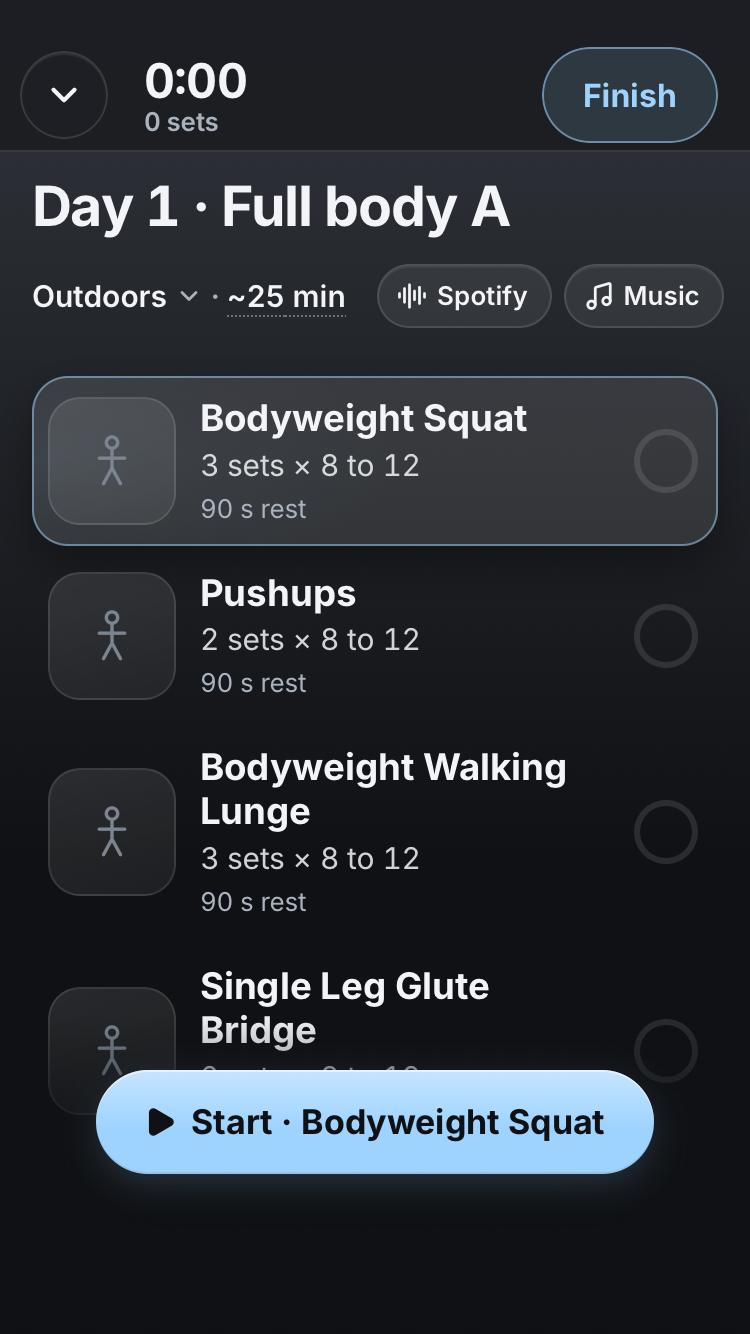 0:00
0 sets
Finish
Day 1 · Full body A
Outdoors · ~25 min
Spotify
Music
Bodyweight Squat
3 sets × 8 to 12
90 s rest
Pushups
2 sets × 8 to 12
90 s rest
Bodyweight Walking
Lunge
3 sets × 8 to 12
90 s rest
Single Leg Glute
Bridge
Start · Bodyweight Squat